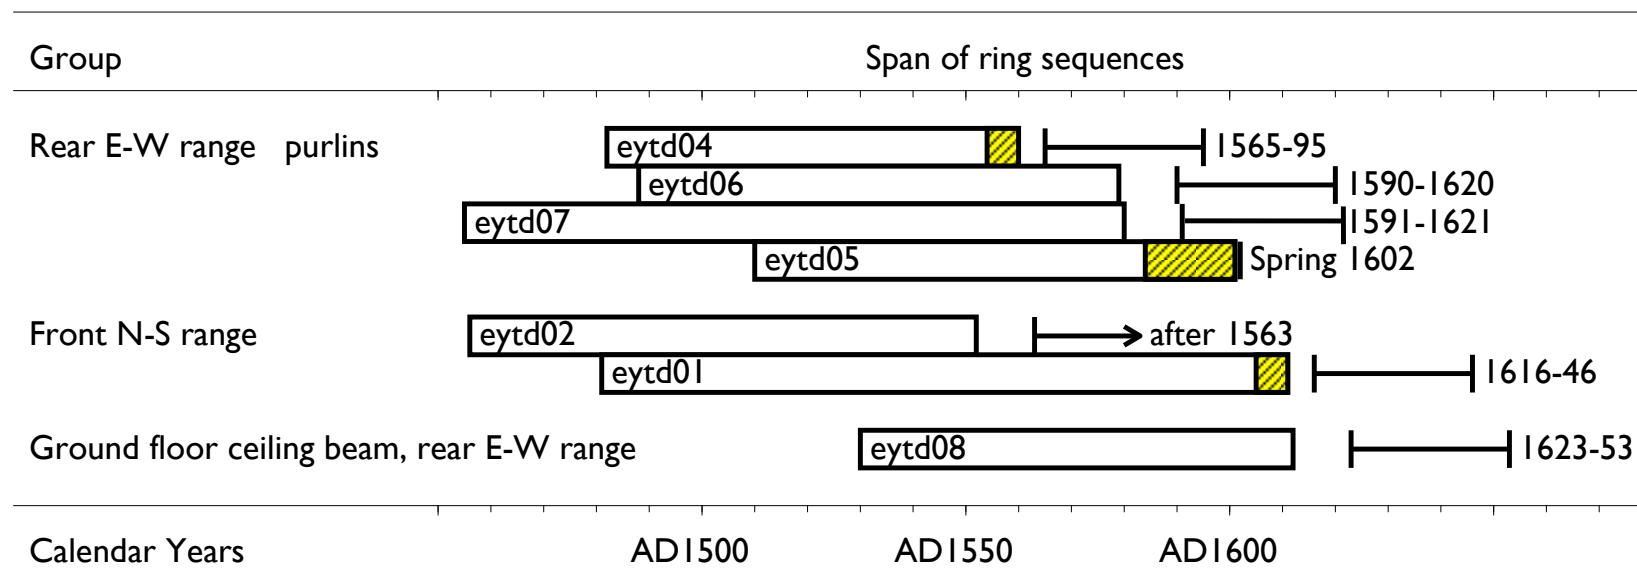 Group Span of ring sequences
Rear E-W range purlins eytd04 1565-95
eytd06 1590-1620
eytd07 1591-1621
eytd05 Spring 1602
Front N-S range eytd02 after 1563
eytd01 1616-46
Ground floor ceiling beam, rear E-W range eytd08 1623-53
Calendar Years AD1500 AD1550 AD1600